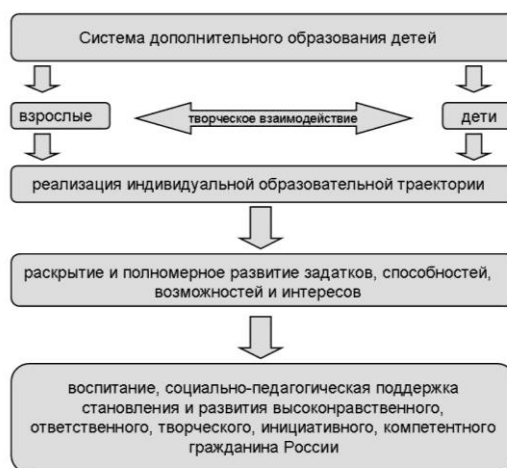 Система дополнительного образования детей
взрослые
творческое взаимодействие
дети
реализация индивидуальной образовательной траектории
раскрытие и полномерное развитие задатков, способностей,
возможностей и интересов
воспитание, социально-педагогическая поддержка
становления и развития высоконравственного,
ответственного, творческого, инициативного, компетентного
гражданина России